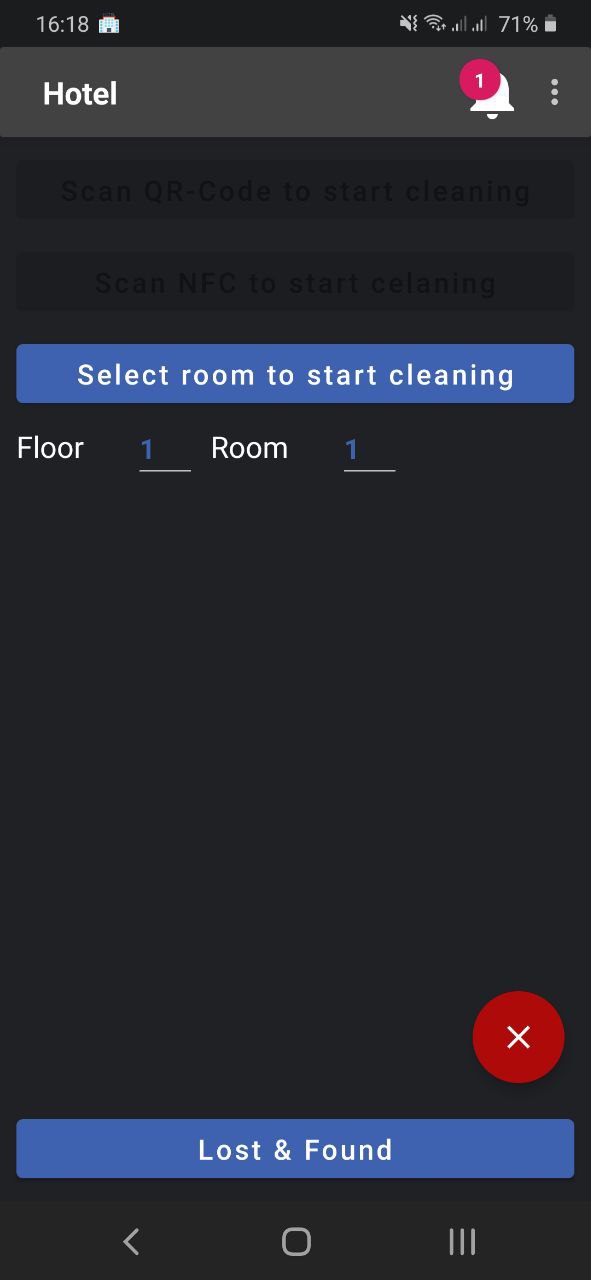 16:18 71%
Hotel 1
Scan QR-Code to start cleaning
Scan NFC to start celaning
Select room to start cleaning
Floor 1 Room 1
Lost & Found